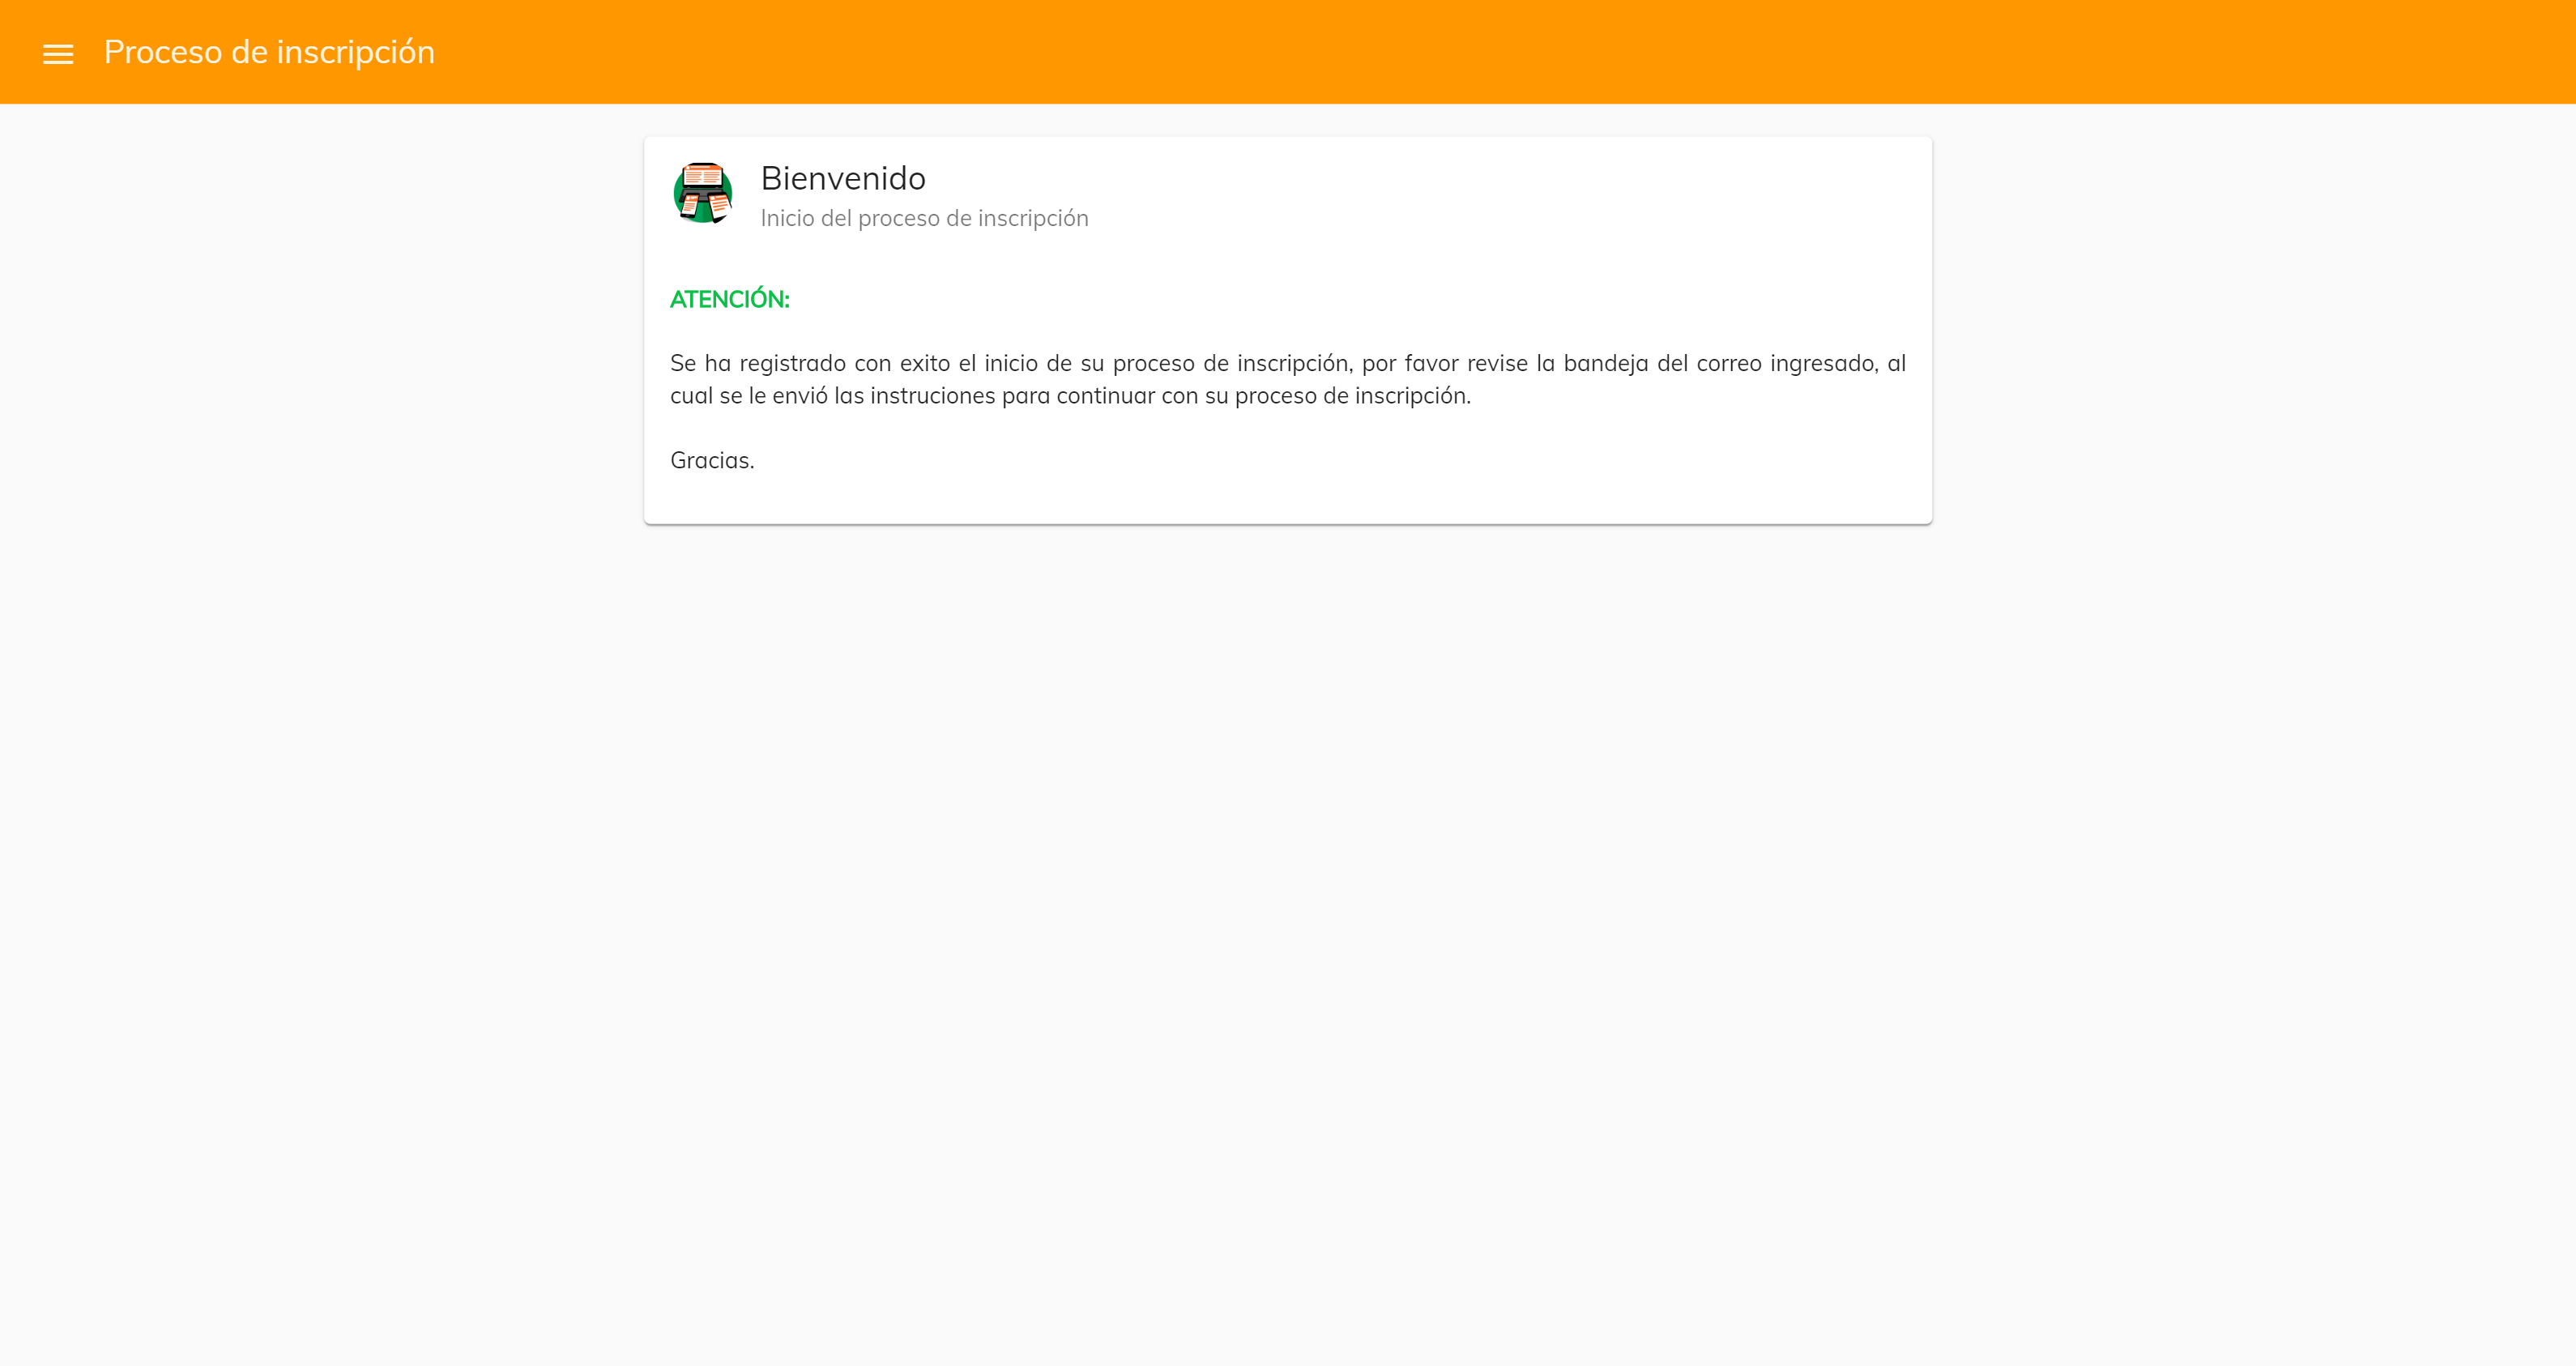 Proceso de inscripción
Bienvenido
Inicio del proceso de inscripción
ATENCIÓN:
Se ha registrado con exito el inicio de su proceso de inscripción, por favor revise la bandeja del correo ingresado, al
cual se le envió las instruciones para continuar con su proceso de inscripción.
Gracias.